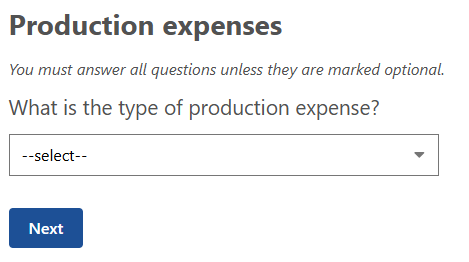 Production expenses
You must answer all questions unless they are marked optional.
What is the type of production expense?
--select--
Next